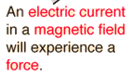 An electric current
in a magnetic field
will experience a
force.